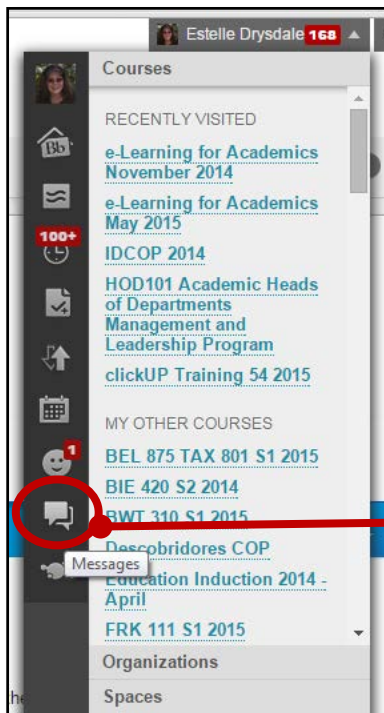 Estelle Drysdale 168
Courses
RECENTLY VISITED
Bb
e-Learning for Academics
November 2014
e-Learning for Academics
May 2015
100+
IDCOP 2014
HOD101 Academic Heads
of Departments
Management and
Leadership Program
clickUP Training 54 2015
MY OTHER COURSES
1
BEL 875 TAX 801 S1 2015
BIE 420 S2 2014
BWT 310 S1 2015
Descobridores COP
Messages
Education Induction 2014 -
April
FRK 111 S1 2015
Organizations
the
Spaces